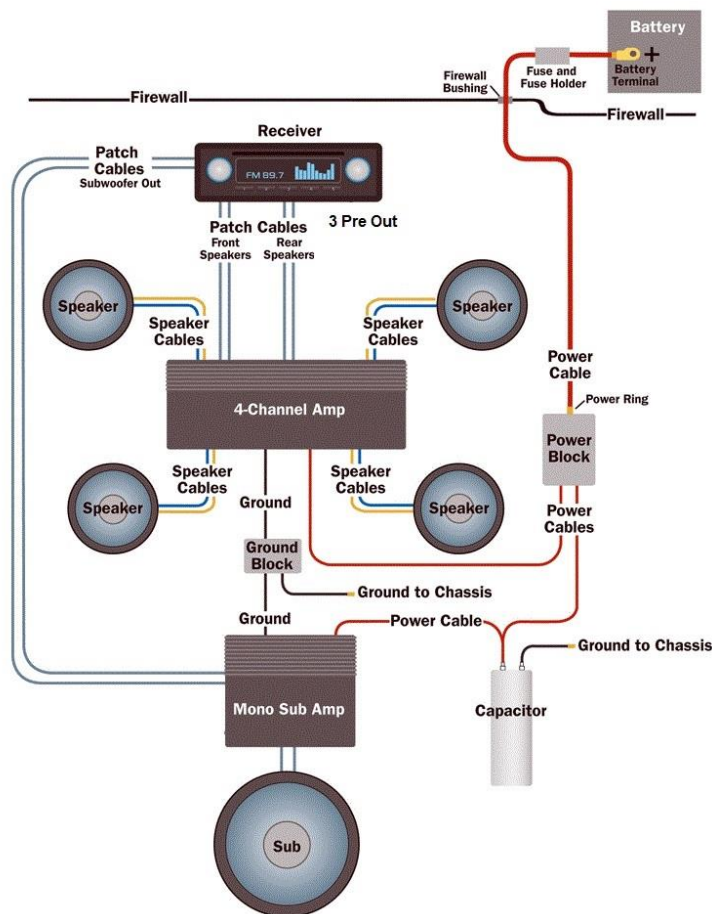 Battery
+
Battery
Terminal
Fuse and
Fuse Holder
Firewall
Bushing
Firewall
Firewall
Receiver
Patch
Cables
Subwoofer Out
FM 89.7
3 Pre Out
Patch Cables
Front
Speakers
Rear
Speakers
Speaker
Speaker
Cables
Speaker
Cables
Speaker
4-Channel Amp
Power
Cable
Power Ring
Power
Block
Power
Cables
Speaker
Speaker
Cables
Speaker
Cables
Speaker
Ground
Ground
Block
Ground to Chassis
Ground
Power Cable
Ground to Chassis
Mono Sub Amp
Capacitor
Sub